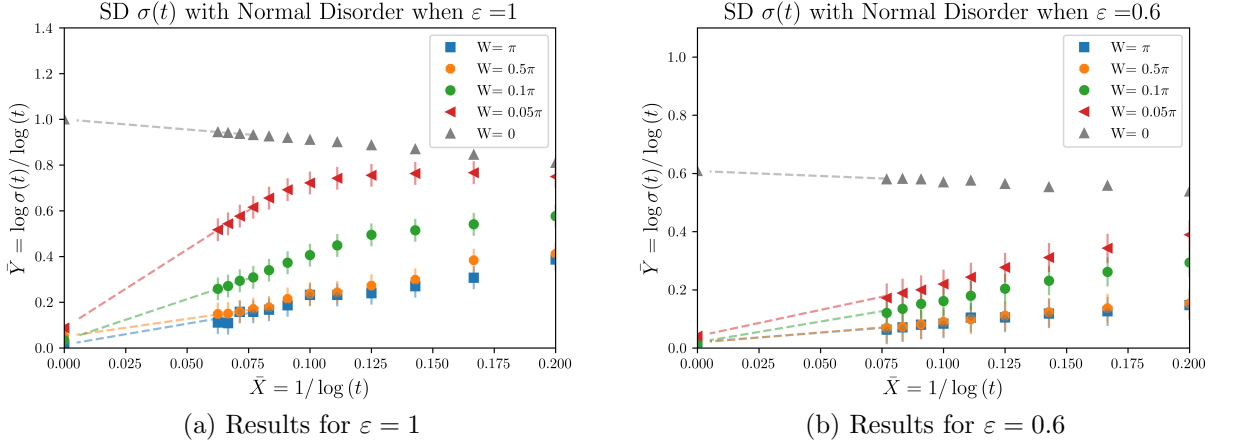 SD σ(t) with Normal Disorder when ε =1
1.4
1.2
1.0
0.8
0.6
0.4
0.2
0.0
0.000
0.025
0.050
0.075
0.100
0.125
0.150
0.175
0.200
Ȳ = log σ(t)/ log (t)
X̄ = 1/ log (t)
W= π
W= 0.5π
W= 0.1π
W= 0.05π
W= 0
(a) Results for ε = 1
SD σ(t) with Normal Disorder when ε =0.6
1.0
0.8
0.6
0.4
0.2
0.0
0.000
0.025
0.050
0.075
0.100
0.125
0.150
0.175
0.200
Ȳ = log σ(t)/ log (t)
X̄ = 1/ log (t)
W= π
W= 0.5π
W= 0.1π
W= 0.05π
W= 0
(b) Results for ε = 0.6